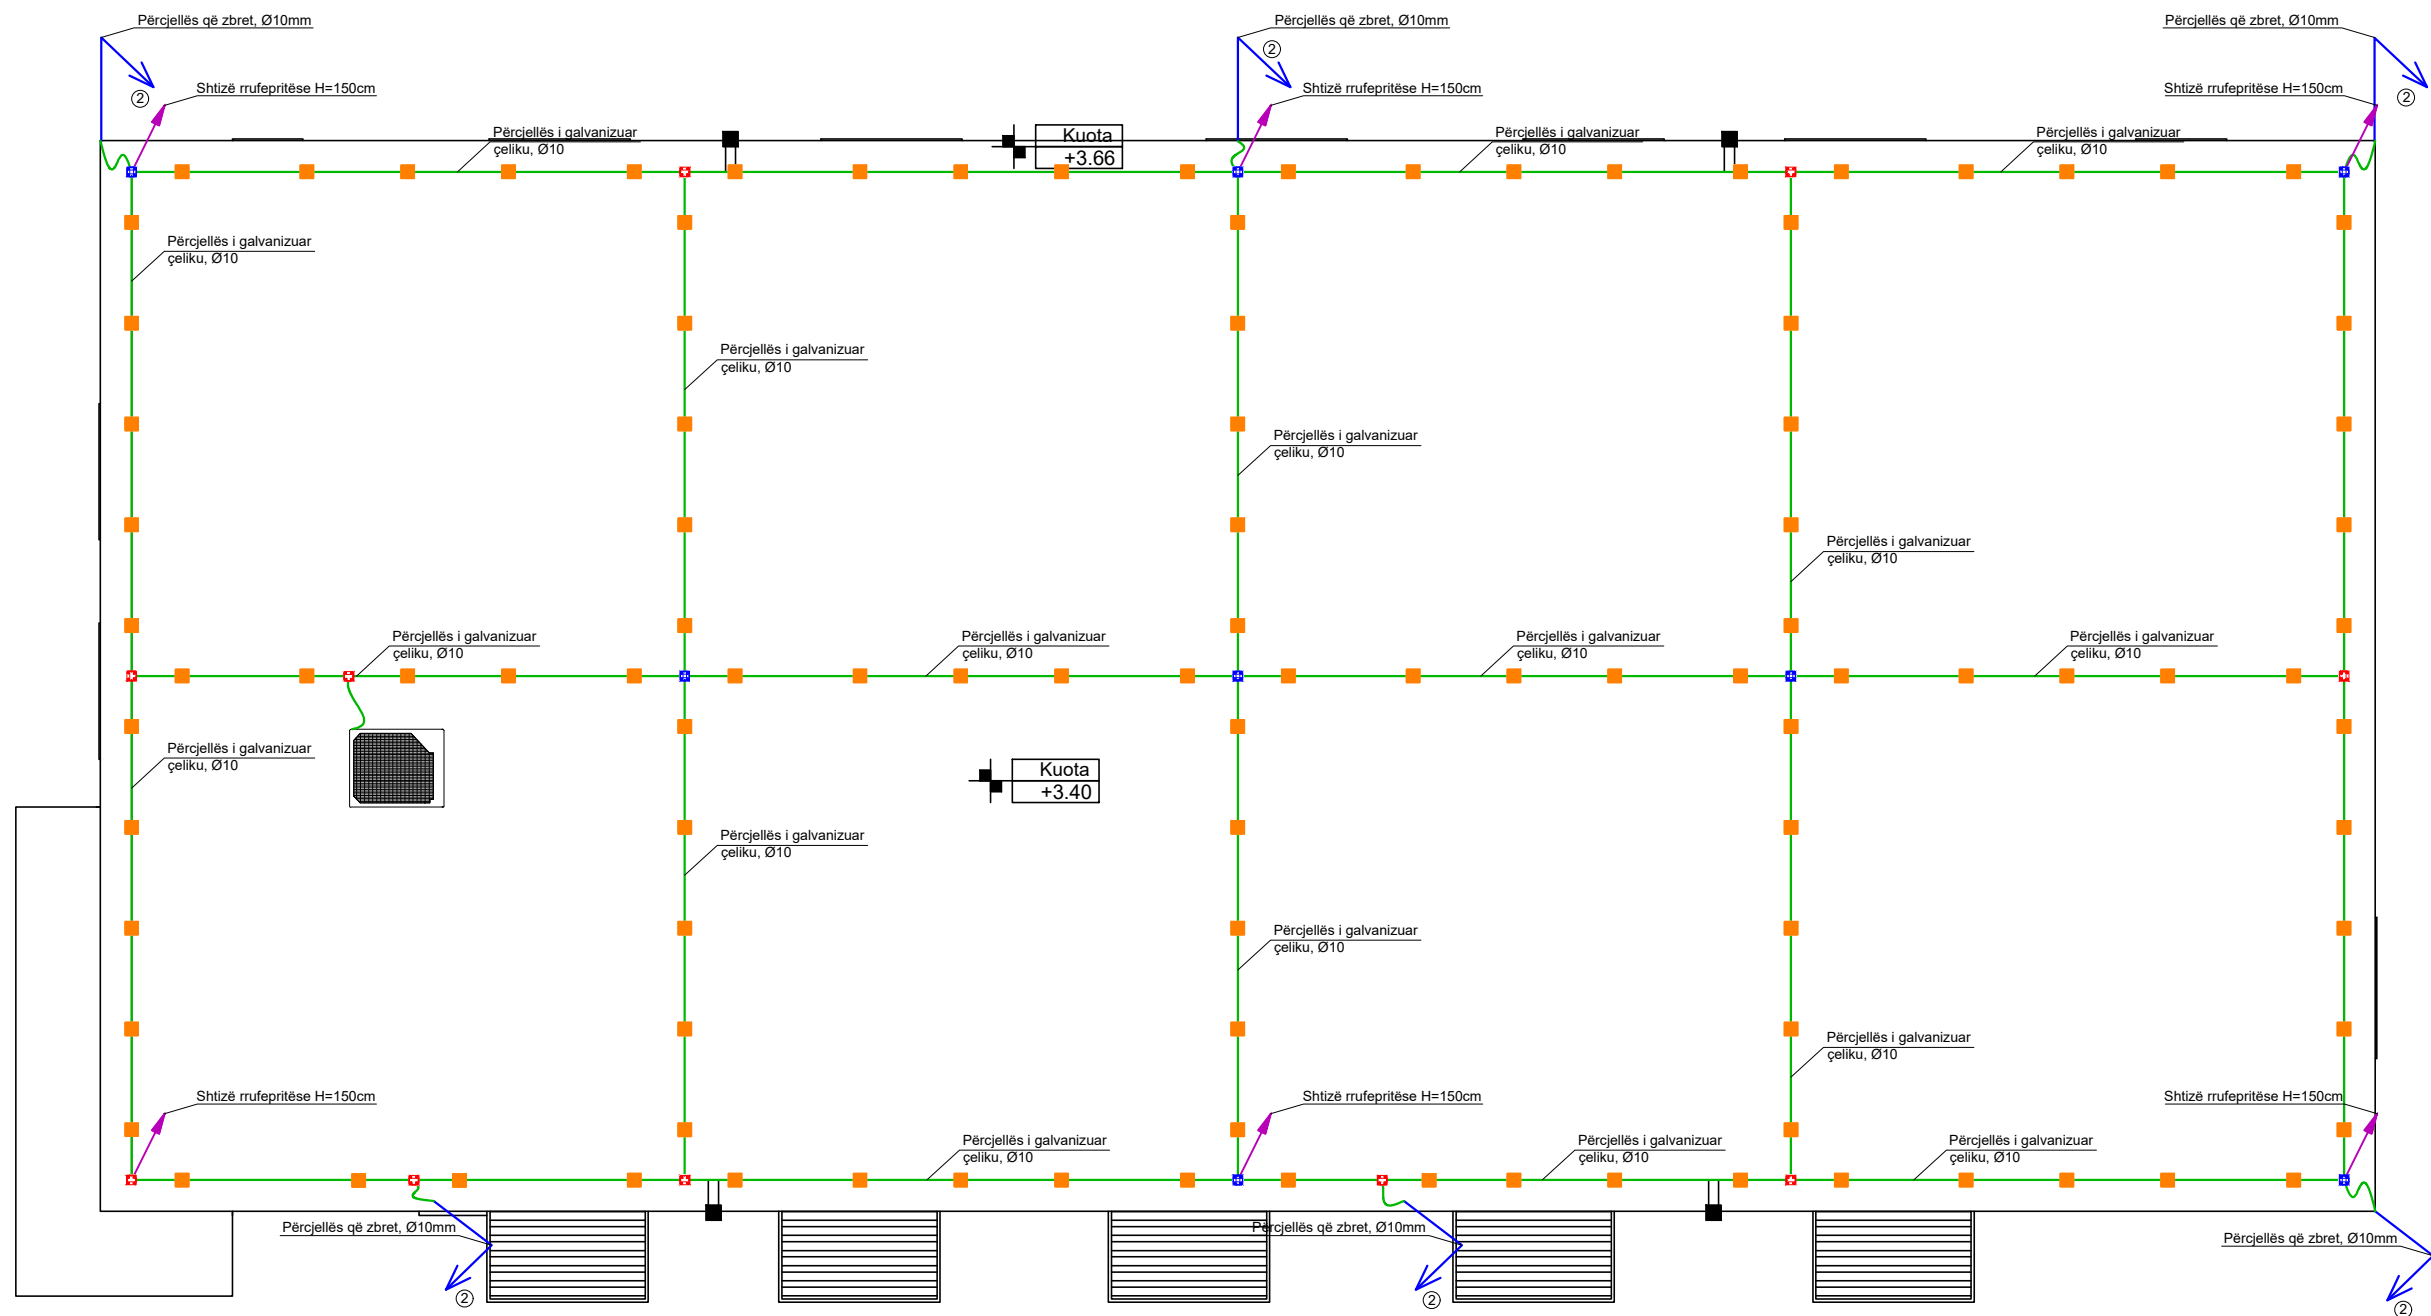 Përcjellës që zbret, Ø10mm
Përcjellës që zbret, Ø10mm
Përcjellës që zbret, Ø10mm
2
2
2
Shtizë rrufepritëse H=150cm
Shtizë rrufepritëse H=150cm
Shtizë rrufepritëse H=150cm
Përcjellës i galvanizuar
çeliku, Ø10
Kuota
+3.66
Përcjellës i galvanizuar
çeliku, Ø10
Përcjellës i galvanizuar
çeliku, Ø10
Përcjellës i galvanizuar
çeliku, Ø10
Përcjellës i galvanizuar
çeliku, Ø10
Përcjellës i galvanizuar
çeliku, Ø10
Përcjellës i galvanizuar
çeliku, Ø10
Përcjellës i galvanizuar
çeliku, Ø10
Përcjellës i galvanizuar
çeliku, Ø10
Përcjellës i galvanizuar
çeliku, Ø10
Përcjellës i galvanizuar
çeliku, Ø10
Përcjellës i galvanizuar
çeliku, Ø10
Kuota
+3.40
Përcjellës i galvanizuar
çeliku, Ø10
Përcjellës i galvanizuar
çeliku, Ø10
Përcjellës i galvanizuar
çeliku, Ø10
Shtizë rrufepritëse H=150cm
Shtizë rrufepritëse H=150cm
Shtizë rrufepritëse H=150cm
Përcjellës i galvanizuar
çeliku, Ø10
Përcjellës i galvanizuar
çeliku, Ø10
Përcjellës i galvanizuar
çeliku, Ø10
Përcjellës që zbret, Ø10mm
Përcjellës që zbret, Ø10mm
Përcjellës që zbret, Ø10mm
2
2
2